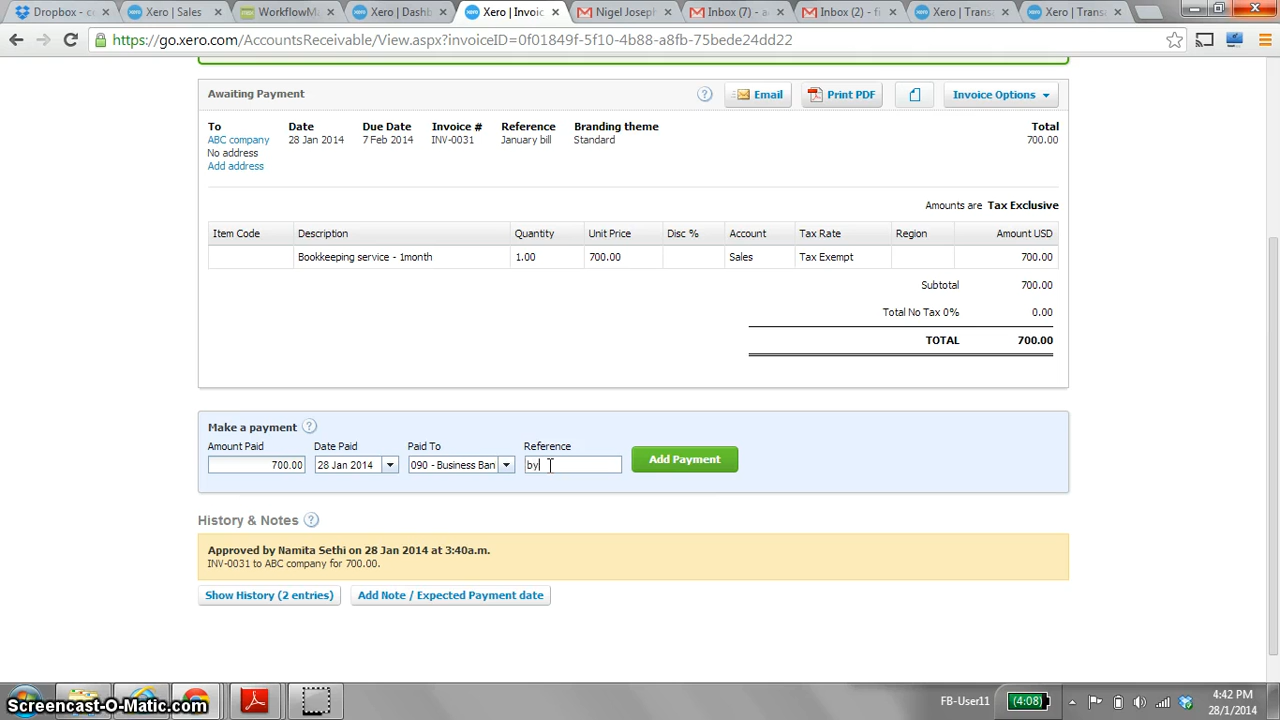 Dropbox - ce
Xero | Sales
WorkflowMa
Xero | Dashb
Xero | Invoic
Nigel Joseph
Inbox (7) - a
Inbox (2) - fi
Xero | Trans
Xero | Trans
https://go.xero.com/AccountsReceivable/View.aspx?invoiceID=0f01849f-5f10-4b88-a8fb-75bede24dd22
Awaiting Payment ? Email Print PDF Invoice Options
To Date Due Date Invoice # Reference Branding theme Total
ABC company 28 Jan 2014 7 Feb 2014 INV-0031 January bill Standard 700.00
No address
Add address
Amounts are Tax Exclusive
Item Code Description Quantity Unit Price Disc % Account Tax Rate Region Amount USD
Bookkeeping service - 1month 1.00 700.00 Sales Tax Exempt 700.00
Subtotal 700.00
Total No Tax 0% 0.00
TOTAL 700.00
Make a payment ?
Amount Paid Date Paid Paid To Reference
700.00 28 Jan 2014 090 - Business Ban by Add Payment
History & Notes ?
Approved by Namita Sethi on 28 Jan 2014 at 3:40a.m.
INV-0031 to ABC company for 700.00.
Show History (2 entries) Add Note / Expected Payment date
Screencast-O-Matic.com
FB-User11 (4:08) 4:42 PM
28/1/2014